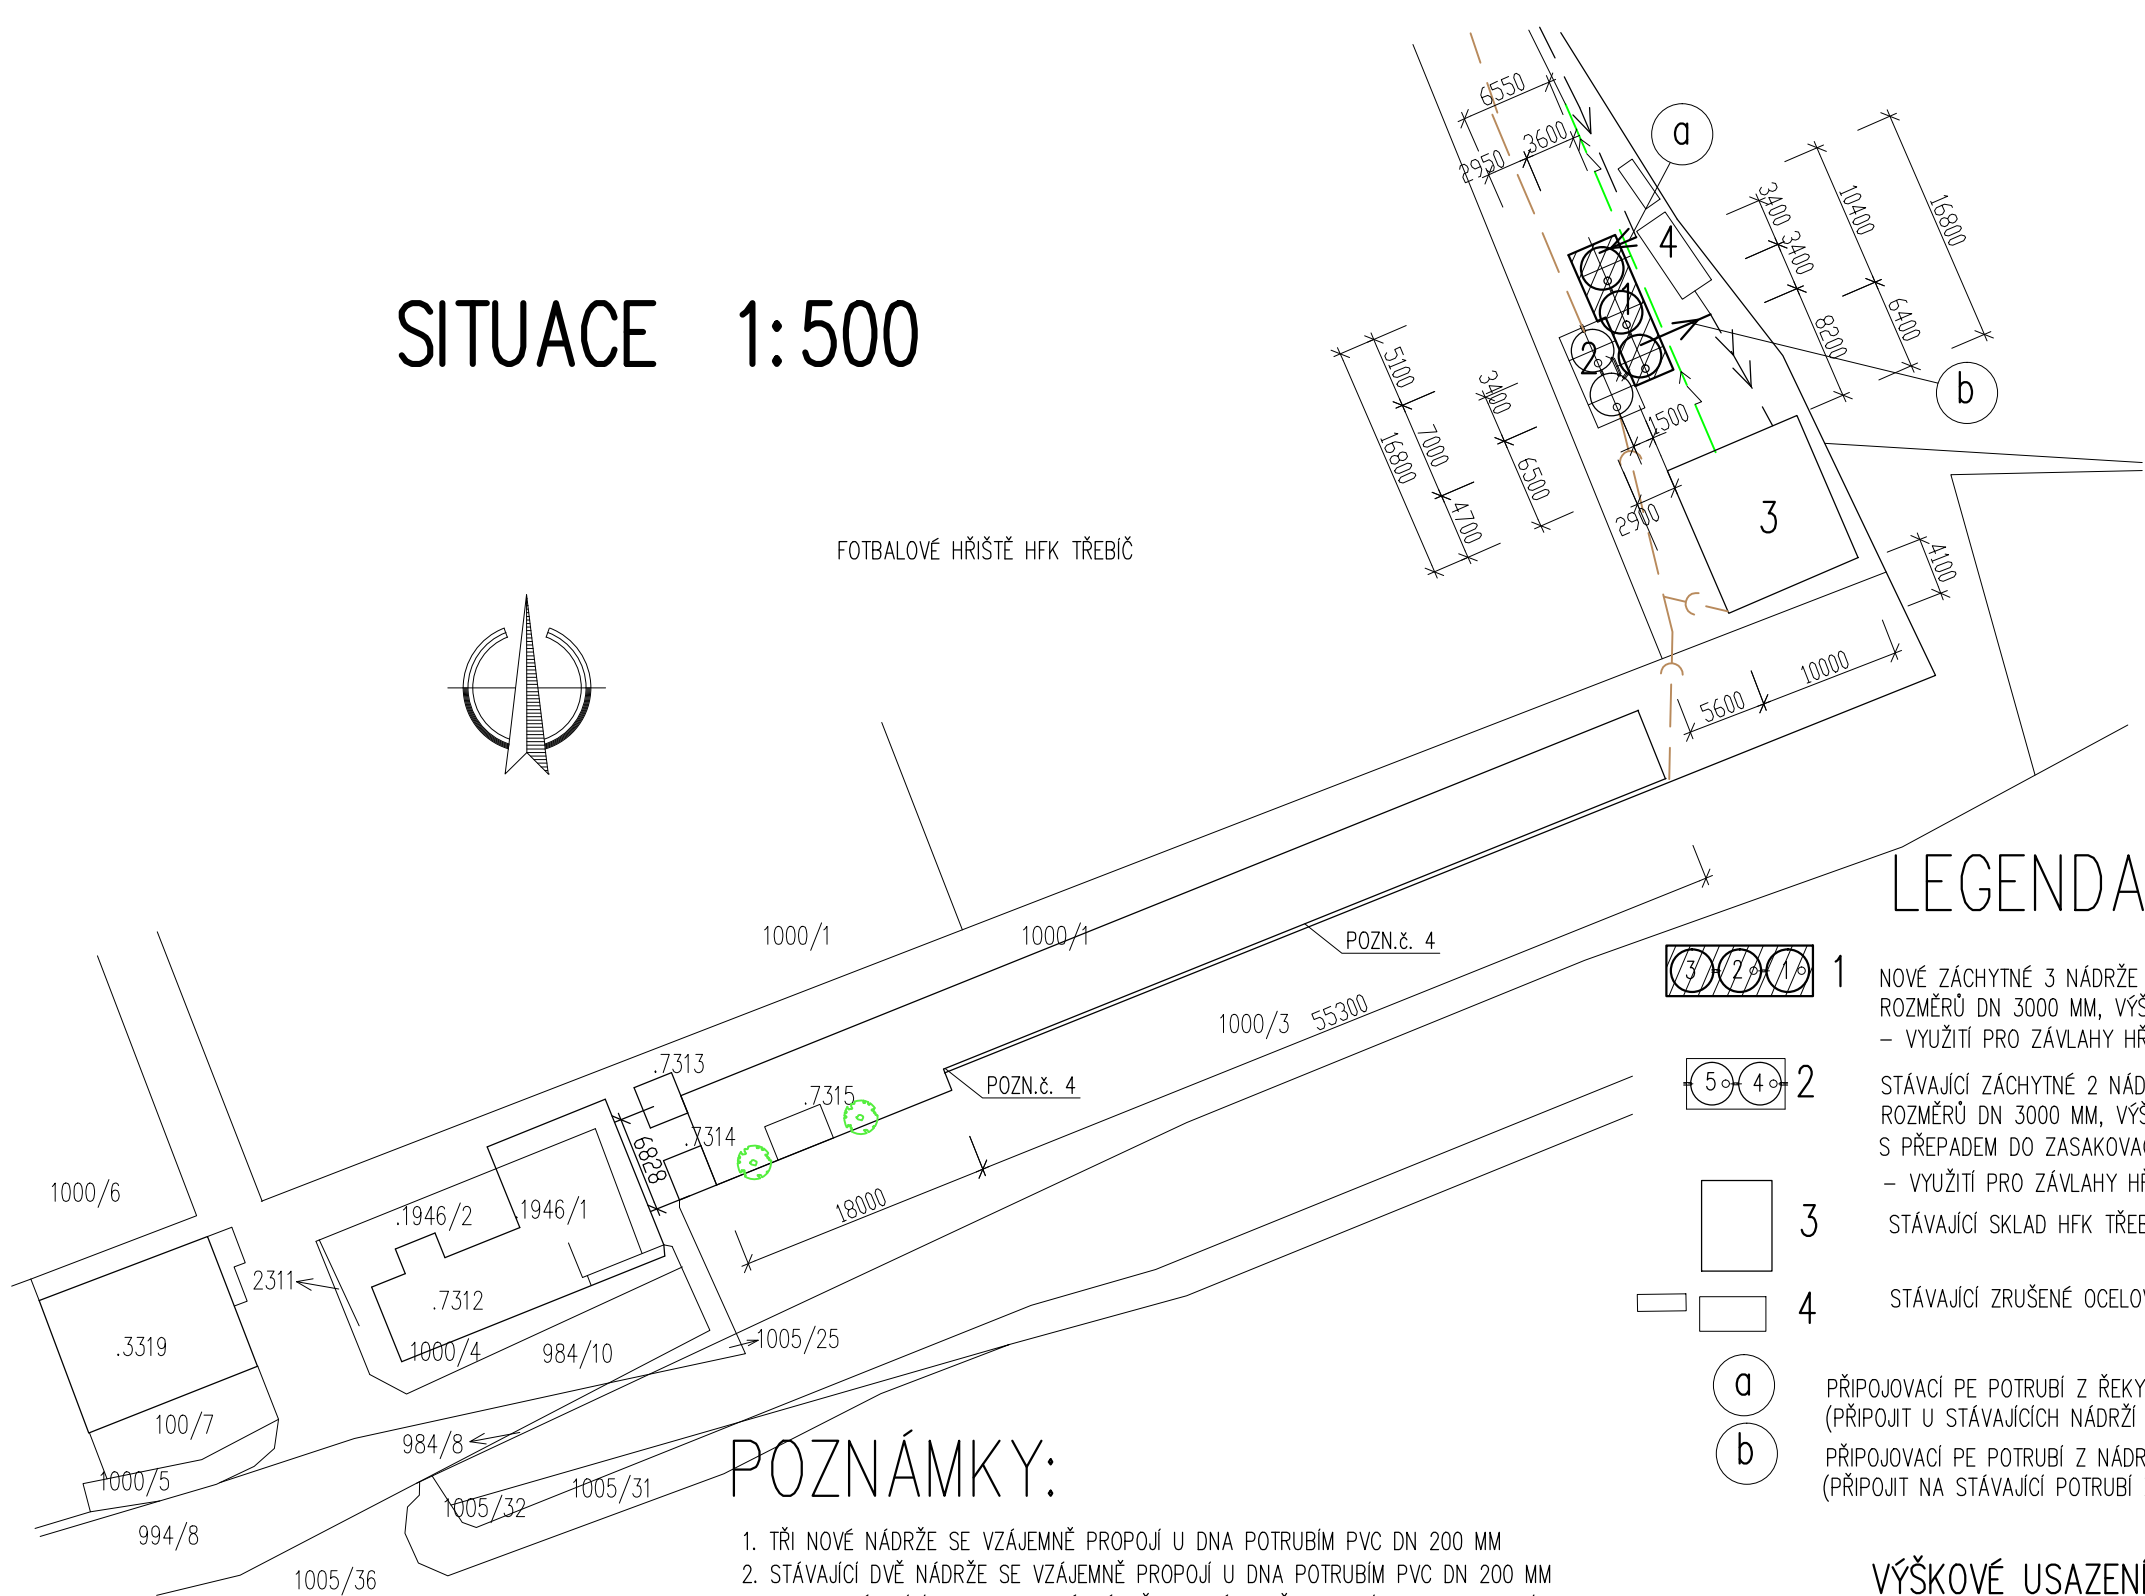 6550
3600
2950
a
3400
3400
8200
10400
6400
16800
4
1
2
b
5100
7000
4700
16800
3400
6500
1500
2900
3
4100
SITUACE 1:500
FOTBALOVÉ HŘIŠTĚ HFK TŘEBÍČ
10000
5600
1000/1
1000/1
POZN.č. 4
1000/3
55300
.7313
.7315
POZN.č. 4
.7314
6828
18000
1000/6
.1946/2
.1946/1
2311
.7312
.3319
1000/4
984/10
1005/25
100/7
984/8
1000/5
1005/32
1005/31
994/8
1005/36
LEGENDA
3 2 1
1
NOVÉ ZÁCHYTNÉ 3 NÁDRŽE
ROZMĚRŮ DN 3000 MM,
– VYUŽITÍ PRO ZÁVLAHY
5 4
2
STÁVAJÍCÍ ZÁCHYTNÉ 2
ROZMĚRŮ DN 3000 MM,
S PŘEPADEM DO
– VYUŽITÍ PRO ZÁVLAHY
3
STÁVAJÍCÍ SKLAD HFK
4
STÁVAJÍCÍ ZRUŠENÉ
a
PŘIPOJOVACÍ PE POTRUBÍ Z ŘEKY
(PŘIPOJIT U STÁVAJÍCÍCH NÁDRŽÍ
b
PŘIPOJOVACÍ PE POTRUBÍ Z
(PŘIPOJIT NA STÁVAJÍCÍ POTRUBÍ
POZNÁMKY:
1. TŘI NOVÉ NÁDRŽE SE VZÁJEMNĚ PROPOJÍ U DNA POTRUBÍM PVC DN 200 MM
2. STÁVAJÍCÍ DVĚ NÁDRŽE SE VZÁJEMNĚ PROPOJÍ U DNA POTRUBÍM PVC DN 200 MM
VÝŠKOVÉ USAZENÍ